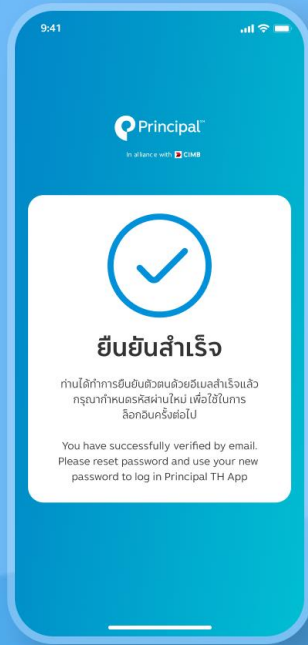 9:41
Principal™
In alliance with CIMB
ยืนยันสำเร็จ
ท่านได้ทำการยืนยันตัวตนด้วยอีเมลสำเร็จแล้ว
กรุณากำหนดรหัสผ่านใหม่ เพื่อใช้ในการ
ล็อกอินครั้งต่อไป
You have successfully verified by email.
Please reset password and use your new
password to log in Principal TH App